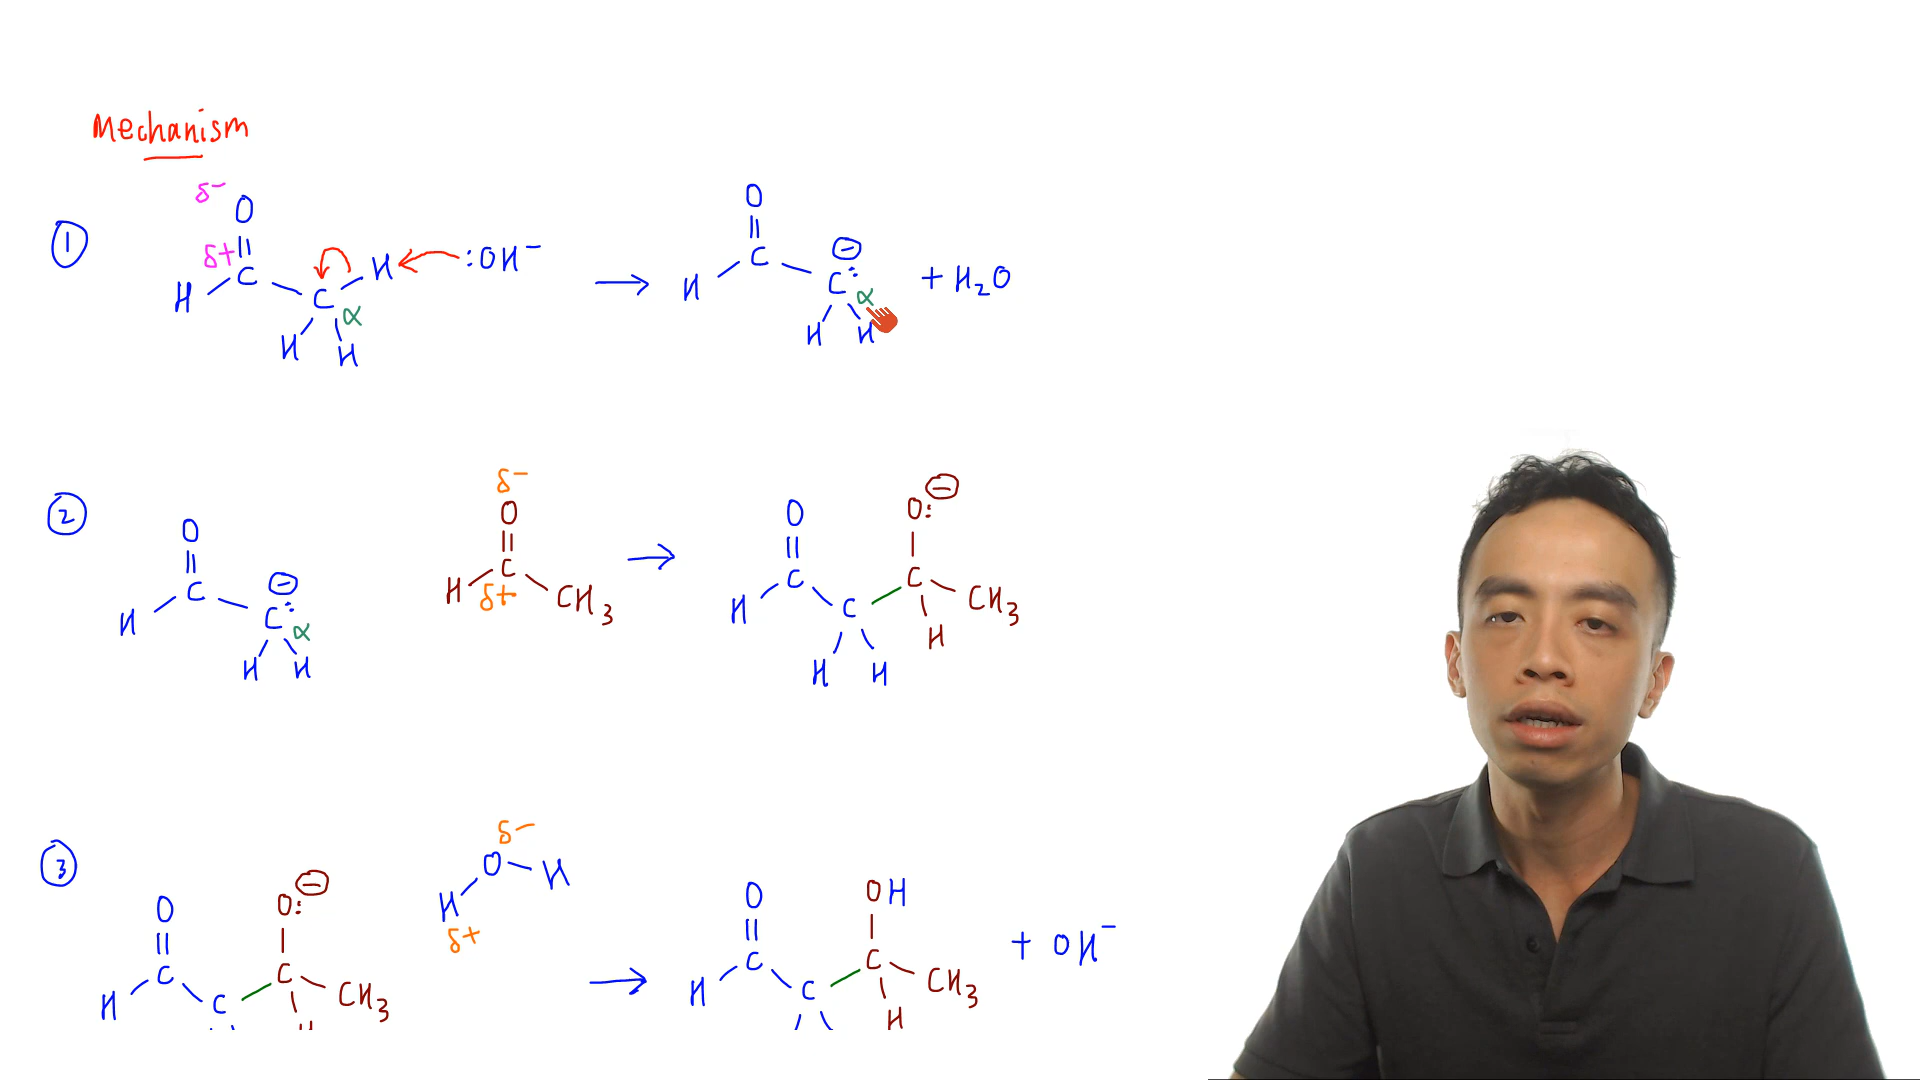 Mechanism
①
δ−
O
δ+
C
H
C
H
α
H
H
:OH−
→
O
C
H
⊖
C:
α
H
H
+ H₂O
②
O
C
H
⊖
C:
α
H
H
δ−
O
C
H
δ+
CH₃
→
O
C
H
C
H
H
O: ⊖
C
CH₃
H
③
O
C
H
C
O: ⊖
C
CH₃
H
δ−
O
H
H
δ+
→
O
C
H
C
OH
C
CH₃
H
+ OH−